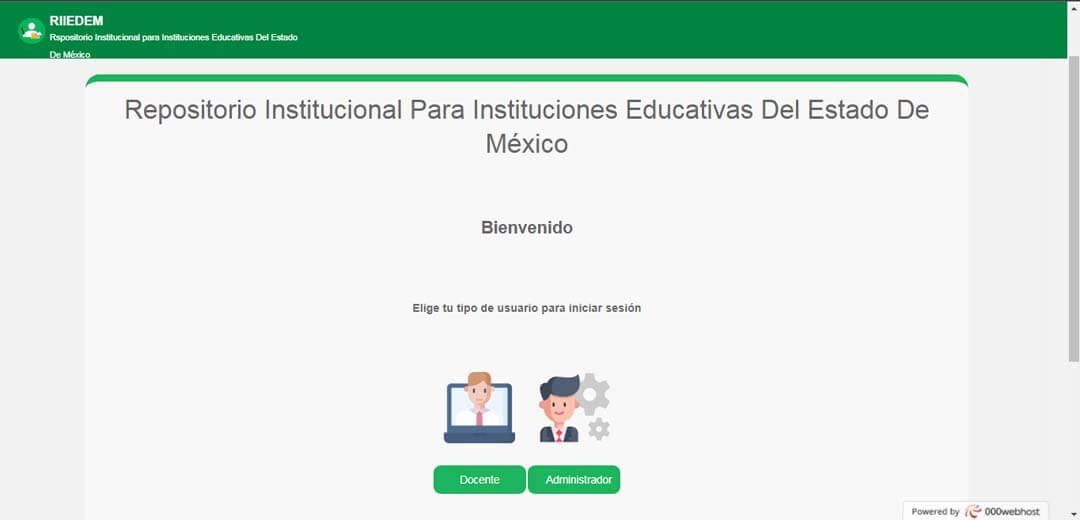 RIIEDEM
Rspositorio Institucional para Instituciones Educativas Del Estado
De México
Repositorio Institucional Para Instituciones Educativas Del Estado De
México
Bienvenido
Elige tu tipo de usuario para iniciar sesión
Docente
Administrador
Powered by 000webhost